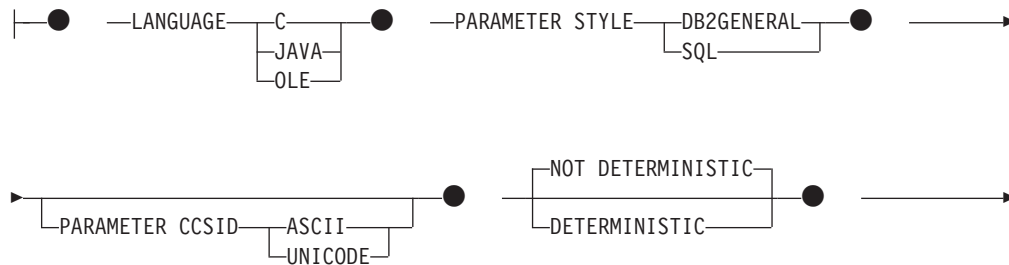 LANGUAGE C PARAMETER STYLE DB2GENERAL
JAVA SQL
OLE
NOT DETERMINISTIC
PARAMETER CCSID ASCII DETERMINISTIC
UNICODE